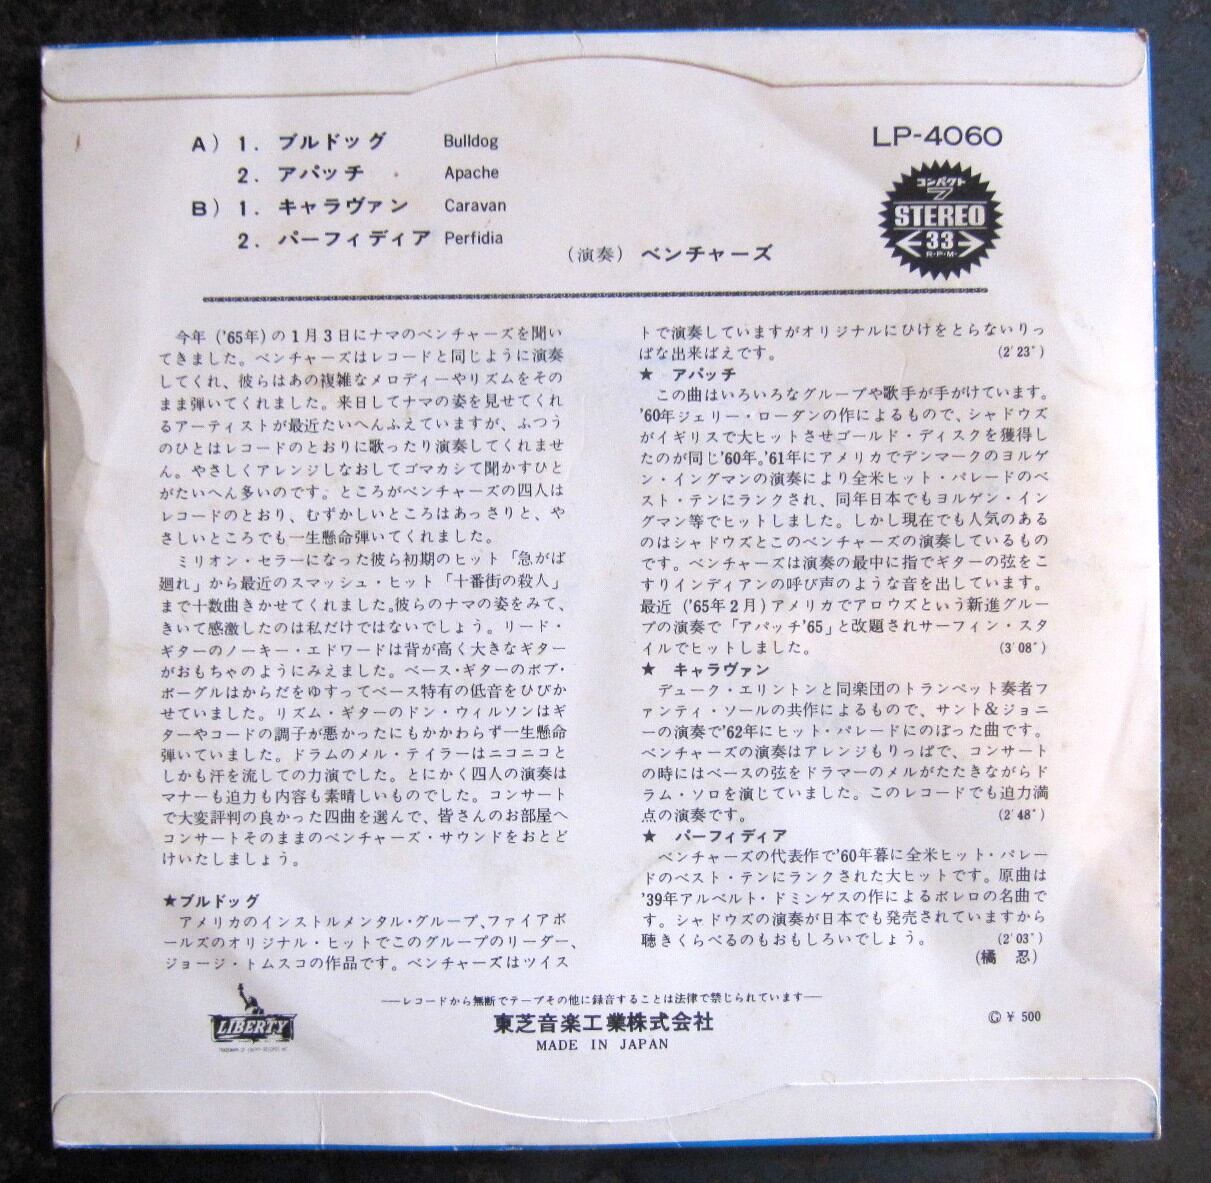 A) 1. ブルドッグ Bulldog
2. アパッチ Apache
B) 1. キャラヴァン Caravan
2. パーフィディア Perfidia
(演奏) ベンチャーズ
LP-4060
コンパクト
7
STEREO
33
R・P・M・
今年('65年)の1月3日にナマのベンチャーズを聞い
てきました。ベンチャーズはレコードと同じように演奏
してくれ、彼らはあの複雑なメロディーやリズムをその
まま弾いてくれました。来日してナマの姿を見せてくれ
るアーティストが最近たいへんふえていますが、ふつう
のひとはレコードのとおりに歌ったり演奏してくれませ
ん。やさしくアレンジしなおしてゴマカシて聞かすひと
がたいへん多いのです。ところがベンチャーズの四人は
レコードのとおり、むずかしいところはあっさりと、や
さしいところでも一生懸命弾いてくれました。
ミリオン・セラーになった彼ら初期のヒット「急がば
廻れ」から最近のスマッシュ・ヒット「十番街の殺人」
まで十数曲きかせてくれました。彼らのナマの姿をみて、
きいて感激したのは私だけではないでしょう。リード・
ギターのノーキー・エドワードは背が高く大きなギター
がおもちゃのようにみえました。ベース・ギターのボブ・
ボーグルはからだをゆすってベース特有の低音をひびか
せていました。リズム・ギターのドン・ウィルソンはギ
ターやコードの調子が悪かったにもかかわらず一生懸命
弾いていました。ドラムのメル・テイラーはニコニコと
しかも汗を流しての力演でした。とにかく四人の演奏は
マナーも迫力も内容も素晴しいものでした。コンサート
で大変評判の良かった四曲を選んで、皆さんのお部屋へ
コンサートそのままのベンチャーズ・サウンドをおとど
けいたしましょう。
★ブルドッグ
アメリカのインストルメンタル・グループ、ファイアボ
ールズのオリジナル・ヒットでこのグループのリーダー、
ジョージ・トムスコの作品です。ベンチャーズはツイス
トで演奏していますがオリジナルにひけをとらないりっ
ぱな出来ばえです。 (2'23")
★ アパッチ
この曲はいろいろなグループや歌手が手がけています。
'60年ジェリー・ローダンの作によるもので、シャドウズ
がイギリスで大ヒットさせゴールド・ディスクを獲得し
たのが同じ'60年。'61年にアメリカでデンマークのヨルゲ
ン・イングマンの演奏により全米ヒット・パレードのベ
スト・テンにランクされ、同年日本でもヨルゲン・イン
グマン等でヒットしました。しかし現在でも人気のある
のはシャドウズとこのベンチャーズの演奏しているもの
です。ベンチャーズは演奏の最中に指でギターの弦をこ
すりインディアンの呼び声のような音を出しています。
最近('65年2月)アメリカでアロウズという新進グルー
プの演奏で「アパッチ'65」と改題されサーフィン・スタ
イルでヒットしました。 (3'08")
★ キャラヴァン
デューク・エリントンと同楽団のトランペット奏者フ
ァンティ・ソールの共作によるもので、サント&ジョニ
ーの演奏で'62年にヒット・パレードにのぼった曲です。
ベンチャーズの演奏はアレンジもりっぱで、コンサート
の時にはベースの弦をドラマーのメルがたたきながらド
ラム・ソロを演じていました。このレコードでも迫力満
点の演奏です。 (2'48")
★ パーフィディア
ベンチャーズの代表作で'60年暮に全米ヒット・パレー
ドのベスト・テンにランクされた大ヒットです。原曲は
'39年アルベルト・ドミンゲスの作によるボレロの名曲で
す。シャドウズの演奏が日本でも発売されていますから
聴きくらべるのもおもしろいでしょう。 (2'03")
(橘 忍)
LIBERTY
―レコードから無断でテープその他に録音することは法律で禁じられています―
東芝音楽工業株式会社
MADE IN JAPAN
Ⓖ ¥ 500